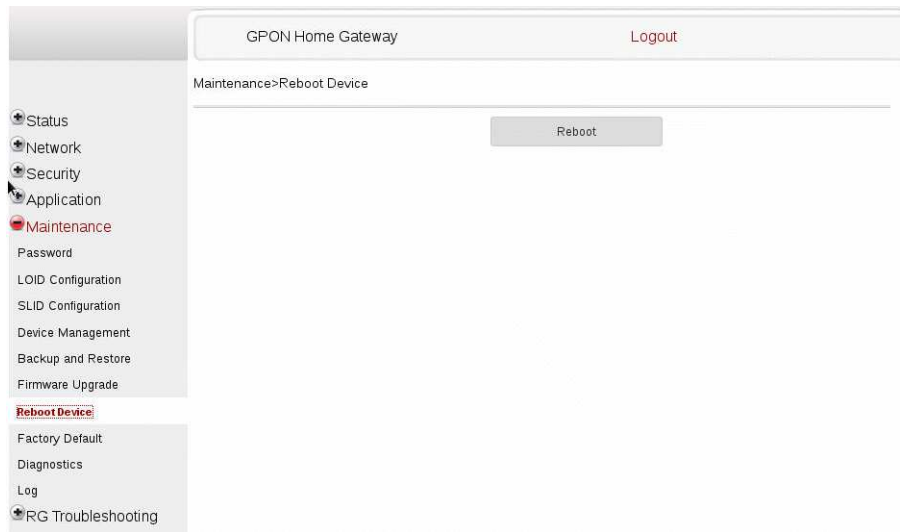 GPON Home Gateway
Logout
Maintenance>Reboot Device
Reboot
Status
Network
Security
Application
Maintenance
Password
LOID Configuration
SLID Configuration
Device Management
Backup and Restore
Firmware Upgrade
Reboot Device
Factory Default
Diagnostics
Log
RG Troubleshooting